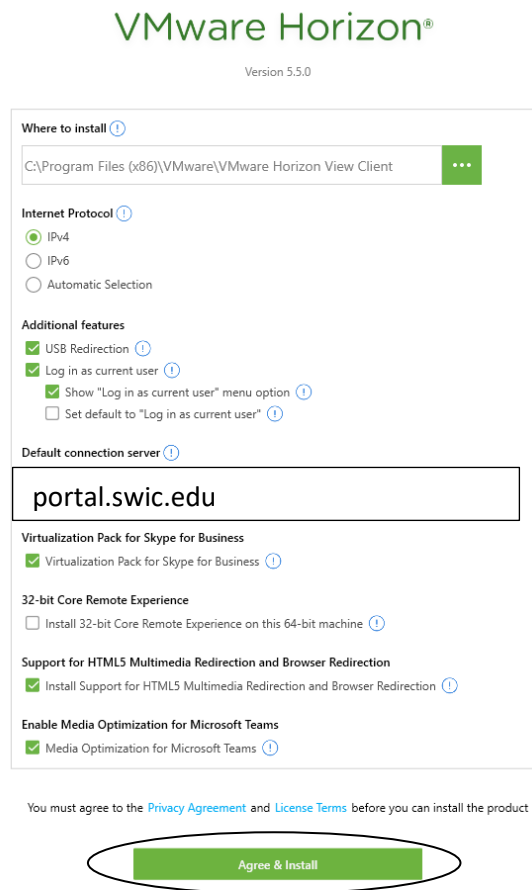 VMware Horizon®
Version 5.5.0
Where to install
C:\Program Files (x86)\VMware\VMware Horizon View Client
Internet Protocol
IPv4
IPv6
Automatic Selection
Additional features
USB Redirection
Log in as current user
Show "Log in as current user" menu option
Set default to "Log in as current user"
Default connection server
portal.swic.edu
Virtualization Pack for Skype for Business
Virtualization Pack for Skype for Business
32-bit Core Remote Experience
Install 32-bit Core Remote Experience on this 64-bit machine
Support for HTML5 Multimedia Redirection and Browser Redirection
Install Support for HTML5 Multimedia Redirection and Browser Redirection
Enable Media Optimization for Microsoft Teams
Media Optimization for Microsoft Teams
You must agree to the Privacy Agreement and License Terms before you can install the product
Agree & Install